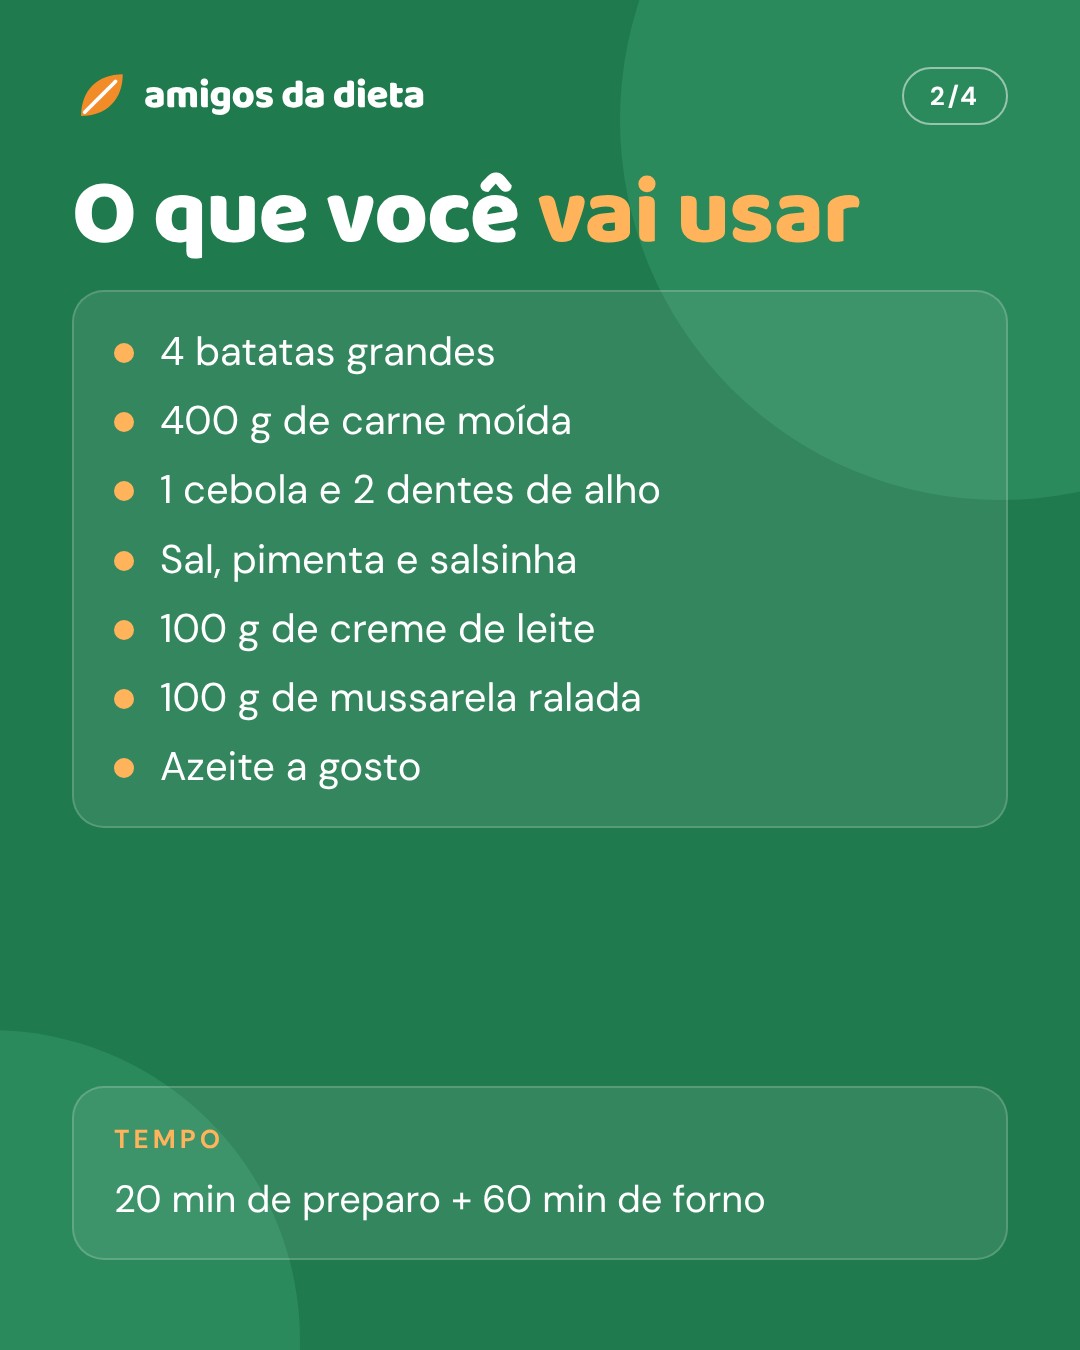 amigos da dieta
2/4
O que você vai usar
4 batatas grandes
400 g de carne moída
1 cebola e 2 dentes de alho
Sal, pimenta e salsinha
100 g de creme de leite
100 g de mussarela ralada
Azeite a gosto
TEMPO
20 min de preparo + 60 min de forno